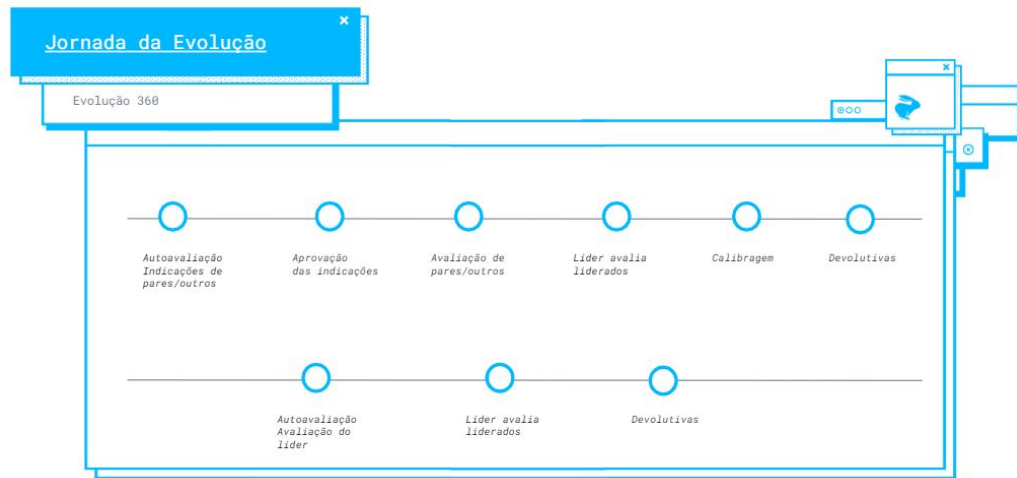 Jornada da Evolução
Evolução 360
Autoavaliação
Indicações de
pares/outros
Aprovação
das indicações
Avaliação de
pares/outros
Líder avalia
liderados
Calibragem
Devolutivas
Autoavaliação
Avaliação do
líder
Líder avalia
liderados
Devolutivas